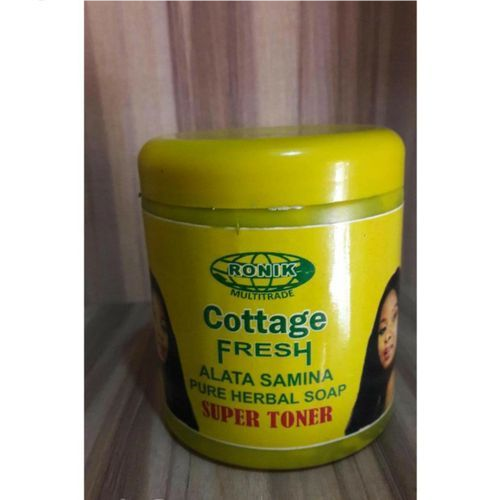 RONIK
MULTITRADE
Cottage
FRESH
ALATA SAMINA
PURE HERBAL SOAP
SUPER TONER